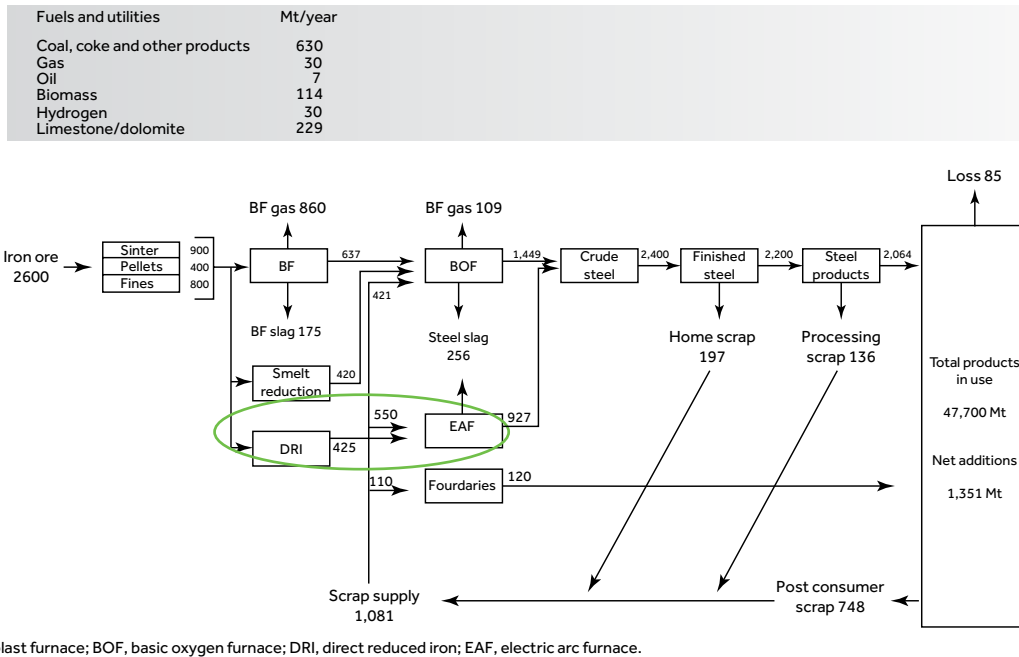 Fuels and utilities Mt/year
Coal, coke and other products 630
Gas 30
Oil 7
Biomass 114
Hydrogen 30
Limestone/dolomite 229
Loss 85
BF gas 860
BF gas 109
Iron ore
2600
Sinter 900
Pellets 400
Fines 800
BF
637
421
BOF
1,449
Crude
steel
2,400
Finished
steel
2,200
Steel
products
2,064
BF slag 175
Steel slag
256
Home scrap
197
Processing
scrap 136
Smelt
reduction
420
DRI
425
550
EAF
927
110
Fourdaries
120
Total products
in use
47,700 Mt
Net additions
1,351 Mt
Scrap supply
1,081
Post consumer
scrap 748
last furnace; BOF, basic oxygen furnace; DRI, direct reduced iron; EAF, electric arc furnace.